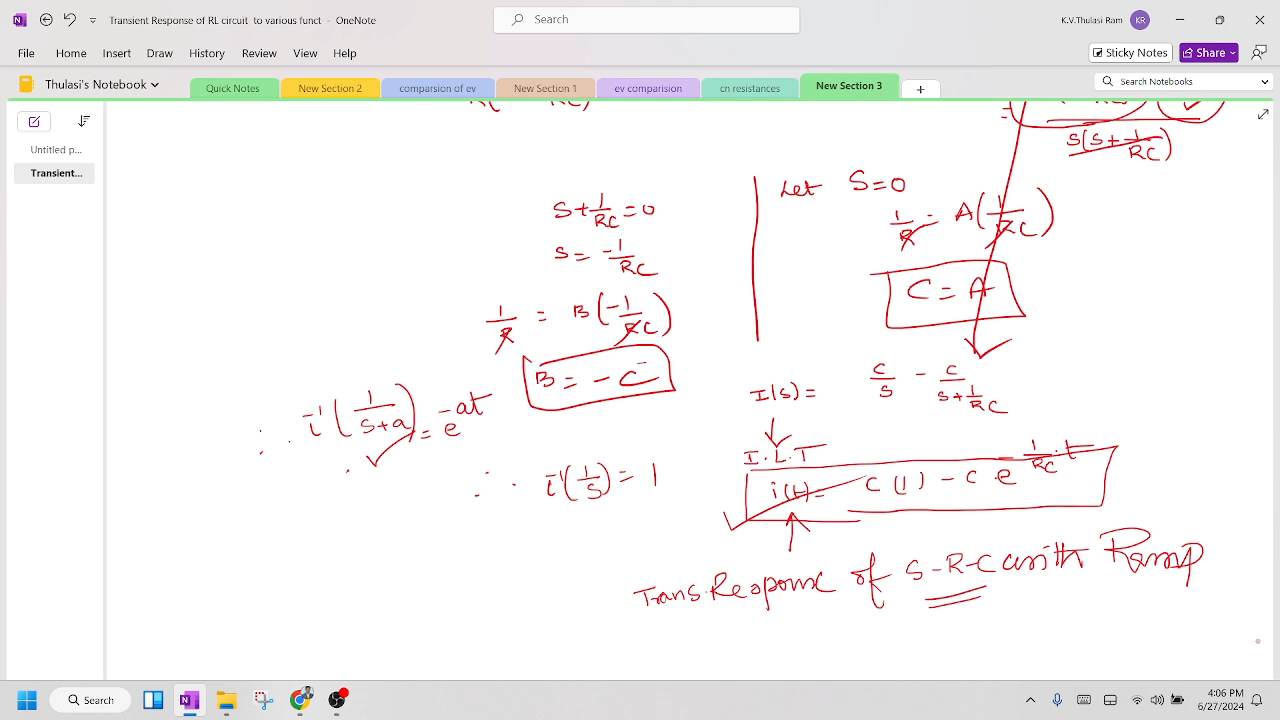 Transient Response of RL circuit to various funct - OneNote
Search
K.V.Thulasi Ram
KR
File Home Insert Draw History Review View Help
Sticky Notes
Share
Thulasi's Notebook
Quick Notes
New Section 2
comparsion of ev
New Section 1
ev comparision
cn resistances
New Section 3
+
Search Notebooks
Untitled p...
Transient...
S(S+1/RC)
S+1/RC=0
S=-1/RC
1/R = B(-1/RC)
B = -C
Let S=0
1/R = A(1/RC)
C = A
I(S)= C/S - C/S+1/RC
I.L.T
i(t)= C(1) - C.e^-1/RC.t
∴ L⁻¹(1/S+a) = e^-at
∴ L⁻¹(1/S) = 1
Trans.Response of S-R-C with Ramp
Search
4:06 PM
6/27/2024